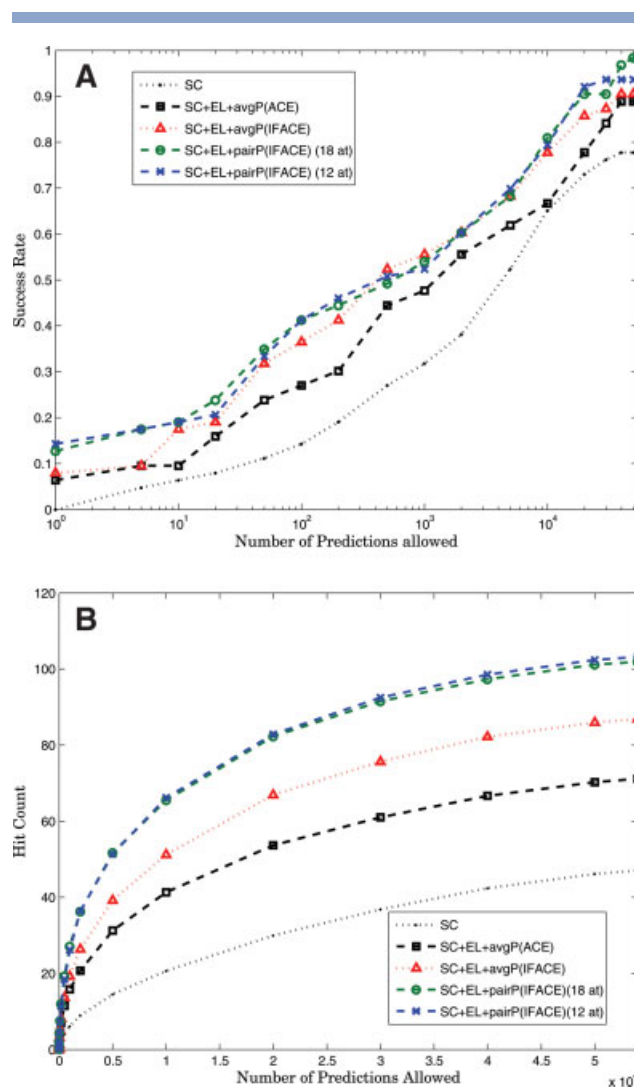 A
SC
SC+EL+avgP(ACE)
SC+EL+avgP(IFACE)
SC+EL+pairP(IFACE) (18 at)
SC+EL+pairP(IFACE) (12 at)
Success Rate
1
0.9
0.8
0.7
0.6
0.5
0.4
0.3
0.2
0.1
0
10^0 10^1 10^2 10^3 10^4
Number of Predictions allowed
B
Hit Count
120
100
80
60
40
20
0
SC
SC+EL+avgP(ACE)
SC+EL+avgP(IFACE)
SC+EL+pairP(IFACE)(18 at)
SC+EL+pairP(IFACE)(12 at)
0 0.5 1 1.5 2 2.5 3 3.5 4 4.5 5
Number of Predictions Allowed